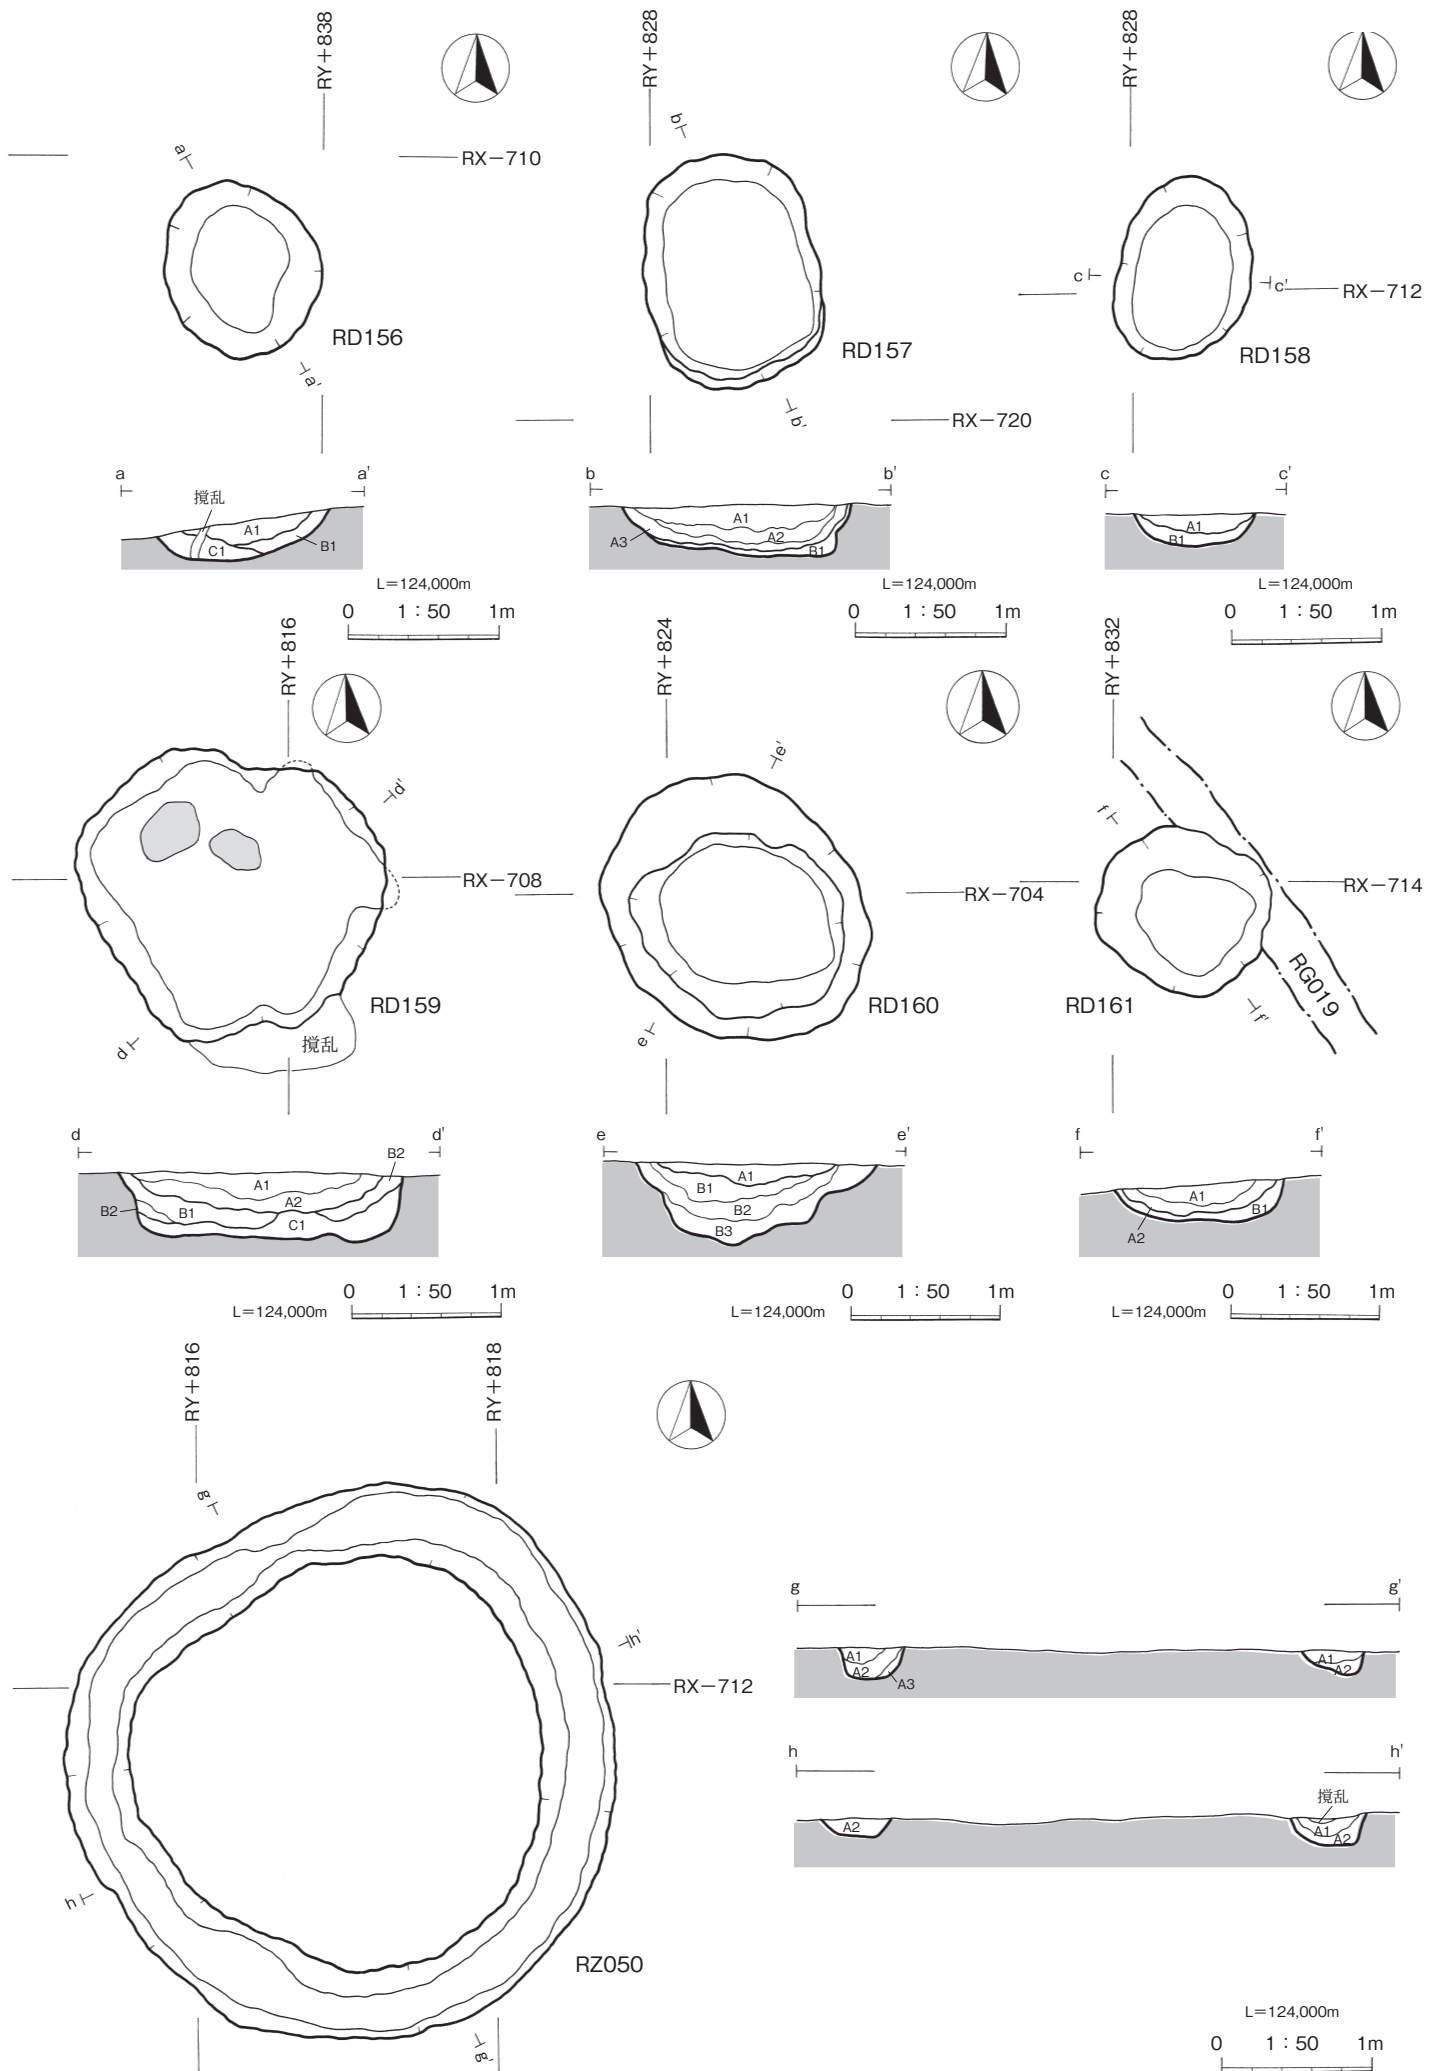 RY+838
RX-710
a
a'
RD156
a
a'
撹乱
A1
B1
C1
L=124,000m
0 1:50 1m
RY+828
b
b'
RD157
RX-720
b
b'
A1
A2
A3
B1
L=124,000m
0 1:50 1m
RY+828
c
c'
RX-712
RD158
c
c'
A1
B1
L=124,000m
0 1:50 1m
RY+816
d'
RX-708
RD159
d
撹乱
d
d'
B2
A1
A2
B2
B1
C1
L=124,000m
0 1:50 1m
RY+824
e'
RX-704
RD160
e
e
e'
A1
B1
B2
B3
L=124,000m
0 1:50 1m
RY+832
f
RX-714
RG019
RD161
f'
f
f'
A1
B1
A2
L=124,000m
0 1:50 1m
RY+816
RY+818
g
h'
RX-712
h
RZ050
g'
g
g'
A1
A2
A3
A1
A2
h
h'
撹乱
A2
A1
A2
L=124,000m
0 1:50 1m